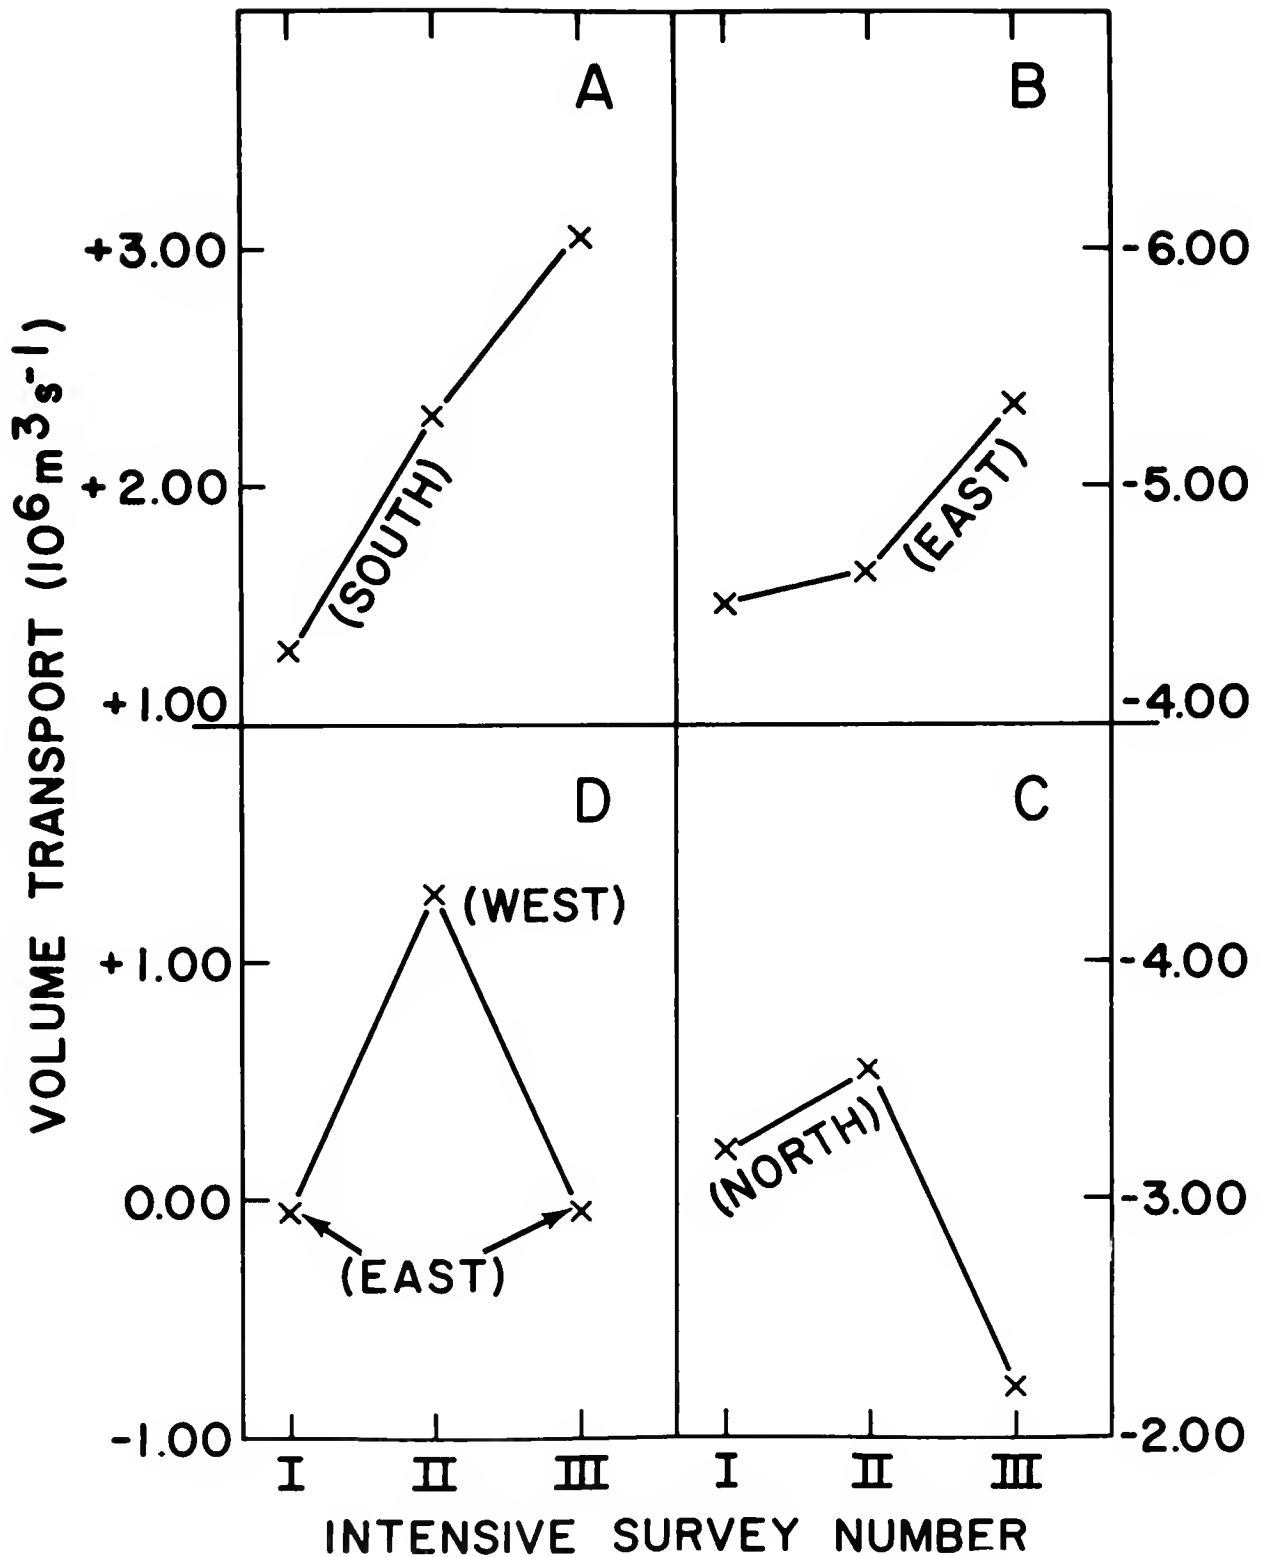 A
B
+3.00
-6.00
+2.00
-5.00
(SOUTH)
(EAST)
+1.00
-4.00
VOLUME TRANSPORT (10⁶m³s⁻¹)
D
C
(WEST)
+1.00
-4.00
(NORTH)
0.00
-3.00
(EAST)
-1.00
-2.00
I II III I II III
INTENSIVE SURVEY NUMBER